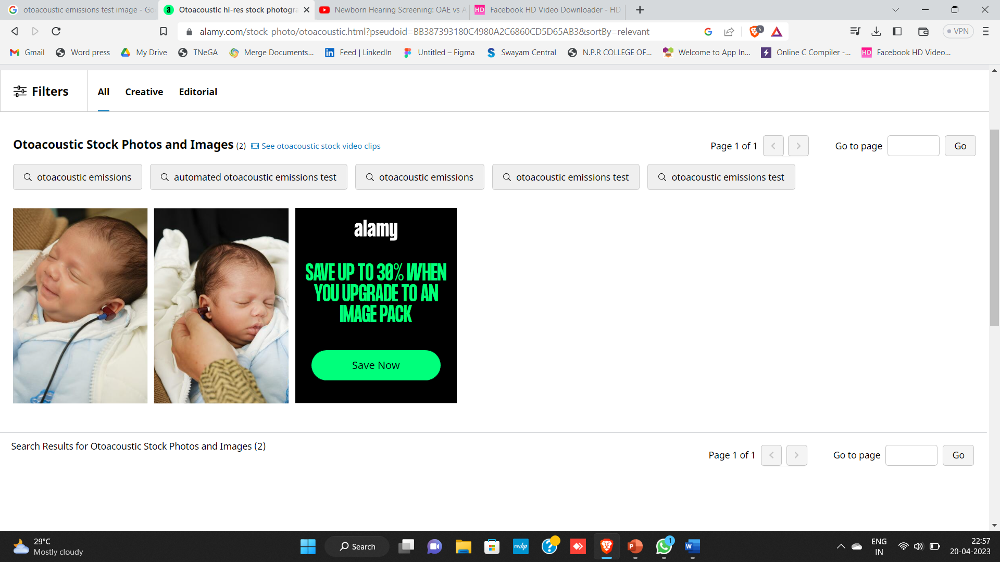 otoacoustic emissions test image - Go
Otoacoustic hi-res stock photogra
Newborn Hearing Screening: OAE vs A
HD Facebook HD Video Downloader - HD
alamy.com/stock-photo/otoacoustic.html?pseudoid=BB387393180C4980A2C6860CD5D65AB3&sortBy=relevant
5
VPN
Gmail
Word press
My Drive
TNeGA
Merge Documents...
Feed | LinkedIn
Untitled – Figma
Swayam Central
N.P.R COLLEGE OF...
Welcome to App In...
Online C Compiler -...
HD Facebook HD Video...
Filters
All
Creative
Editorial
Otoacoustic Stock Photos and Images (2)
See otoacoustic stock video clips
Page 1 of 1
Go to page
Go
otoacoustic emissions
automated otoacoustic emissions test
otoacoustic emissions
otoacoustic emissions test
otoacoustic emissions test
alamy
SAVE UP TO 30% WHEN
YOU UPGRADE TO AN
IMAGE PACK
Save Now
Search Results for Otoacoustic Stock Photos and Images (2)
Page 1 of 1
Go to page
Go
29°C
Mostly cloudy
Search
myhp
1
ENG
IN
22:57
20-04-2023